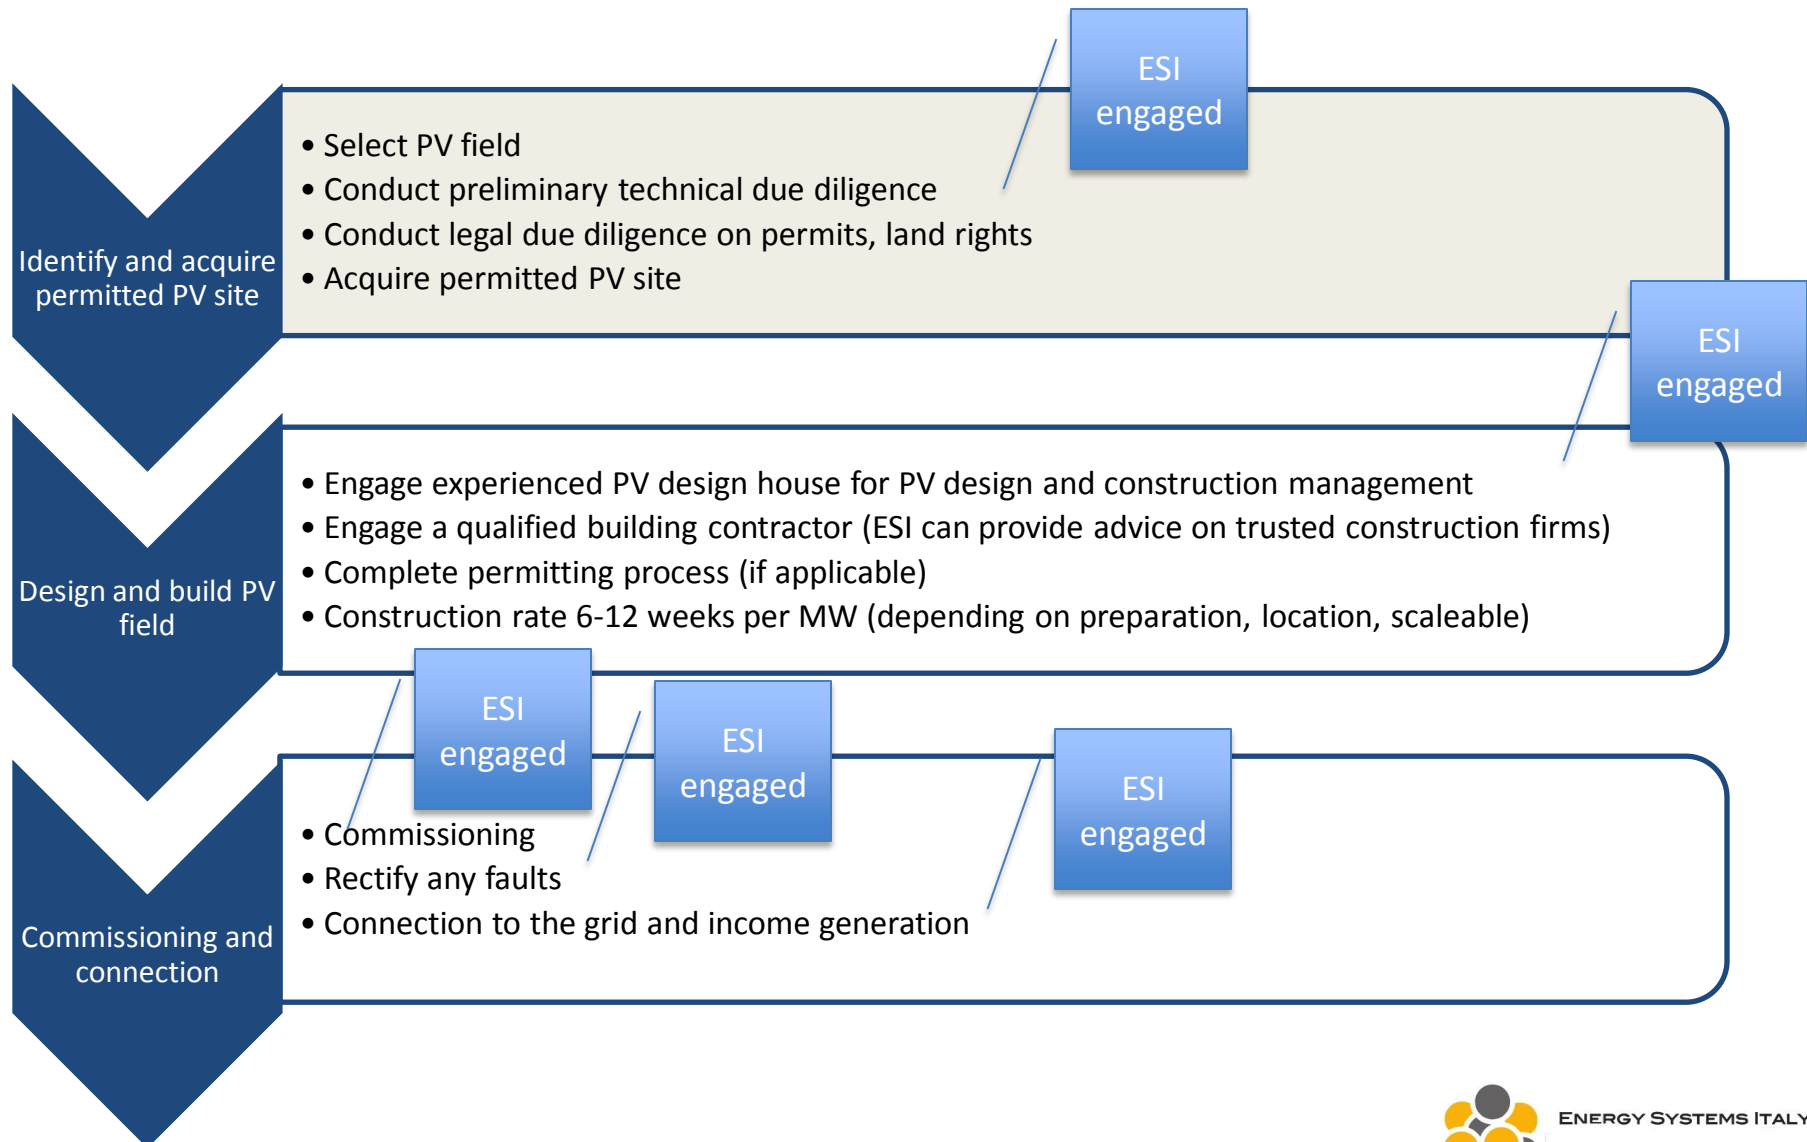 ESI
engaged
• Select PV field
• Conduct preliminary technical due diligence
• Conduct legal due diligence on permits, land rights
• Acquire permitted PV site
Identify and acquire
permitted PV site
ESI
engaged
• Engage experienced PV design house for PV design and construction management
• Engage a qualified building contractor (ESI can provide advice on trusted construction firms)
• Complete permitting process (if applicable)
• Construction rate 6-12 weeks per MW (depending on preparation, location, scaleable)
Design and build PV
field
ESI
engaged
ESI
engaged
ESI
engaged
• Commissioning
• Rectify any faults
• Connection to the grid and income generation
Commissioning and
connection
ENERGY SYSTEMS ITALY